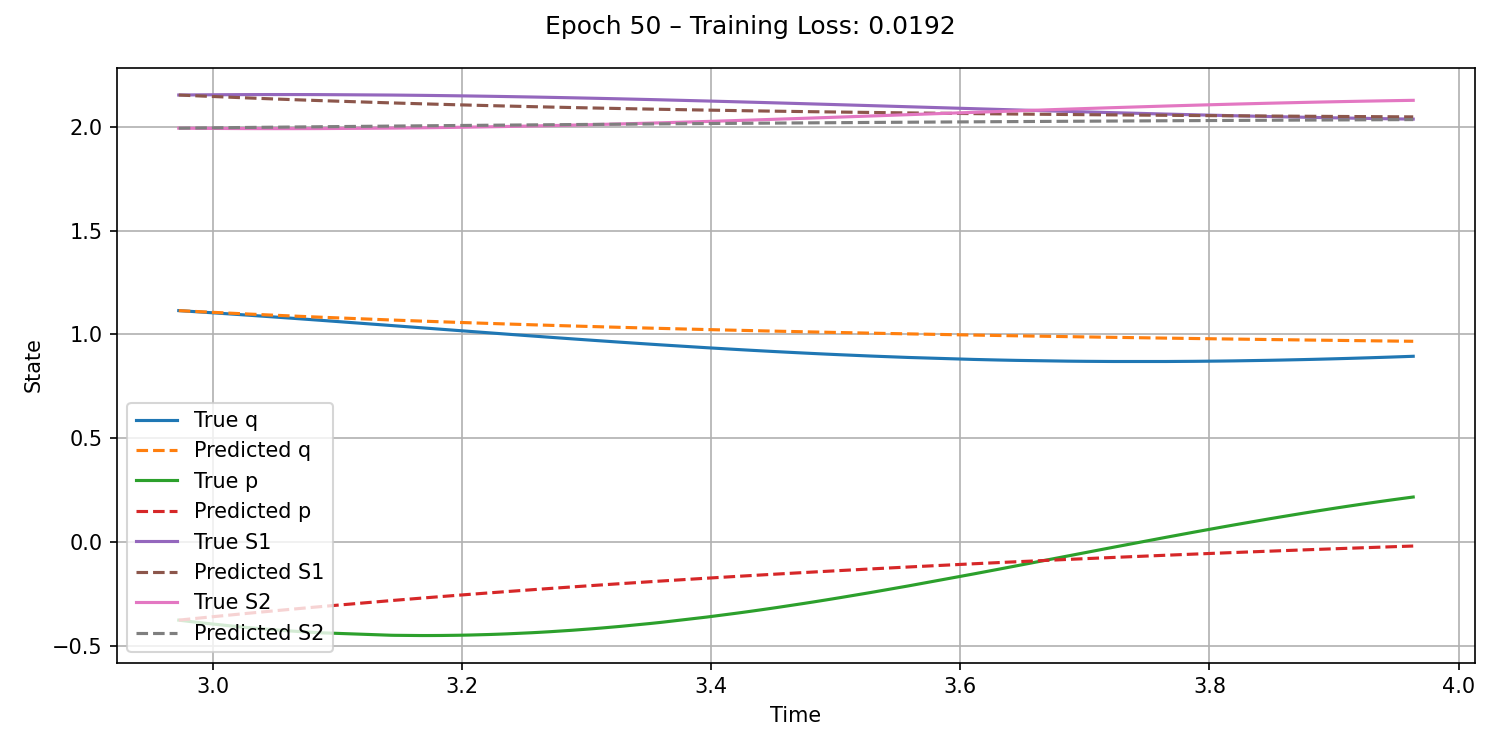 Epoch 50 – Training Loss: 0.0192
State
2.0
1.5
1.0
0.5
0.0
−0.5
True q
Predicted q
True p
Predicted p
True S1
Predicted S1
True S2
Predicted S2
3.0 3.2 3.4 3.6 3.8 4.0
Time